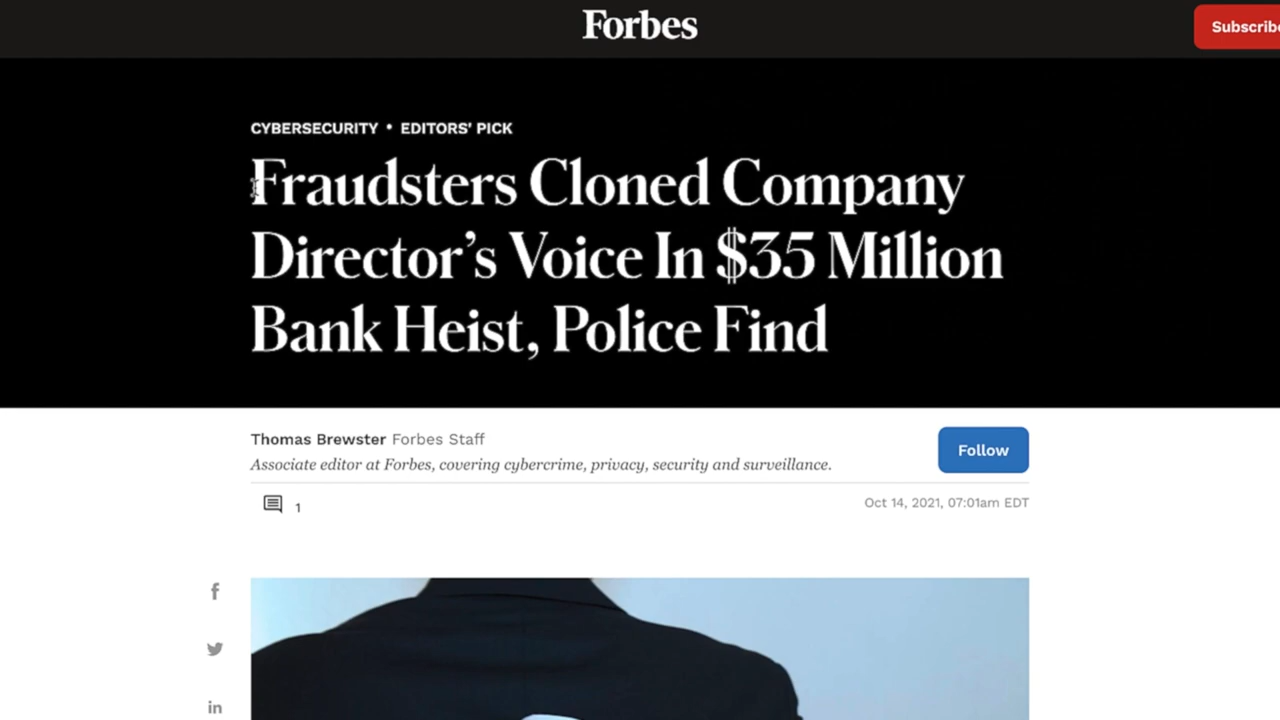 Forbes
CYBERSECURITY • EDITORS' PICK
Fraudsters Cloned Company
Director’s Voice In $35 Million
Bank Heist, Police Find
Thomas Brewster Forbes Staff
Associate editor at Forbes, covering cybercrime, privacy, security and surveillance.
Follow
1
Oct 14, 2021, 07:01am EDT